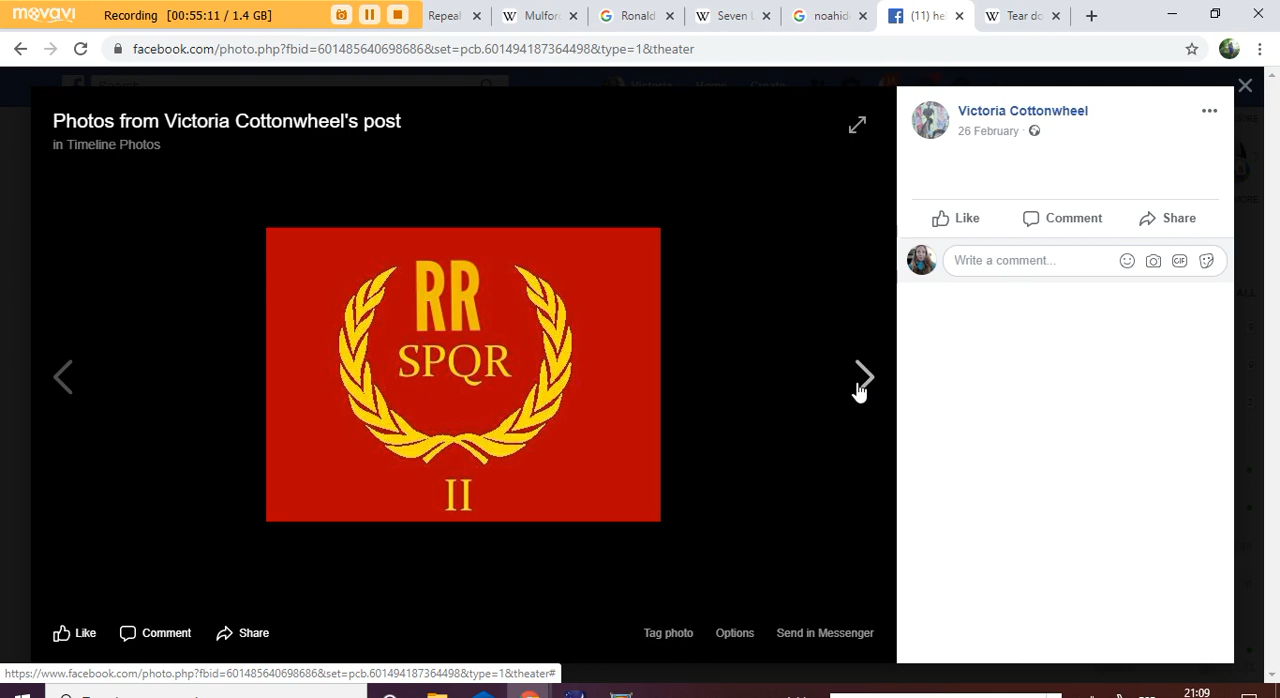 movavi Recording [00:55:11 / 1.4 GB]
Repeal Mulford Ronald Seven L noahide (11) he Tear do
facebook.com/photo.php?fbid=601485640698686&set=pcb.601494187364498&type=1&theater
Photos from Victoria Cottonwheel's post
in Timeline Photos
Victoria Cottonwheel
26 February
Like Comment Share
Write a comment... GIF
RR
SPQR
II
Like Comment Share Tag photo Options Send in Messenger
https://www.facebook.com/photo.php?fbid=601485640698686&set=pcb.601494187364498&type=1&theater#
21:09